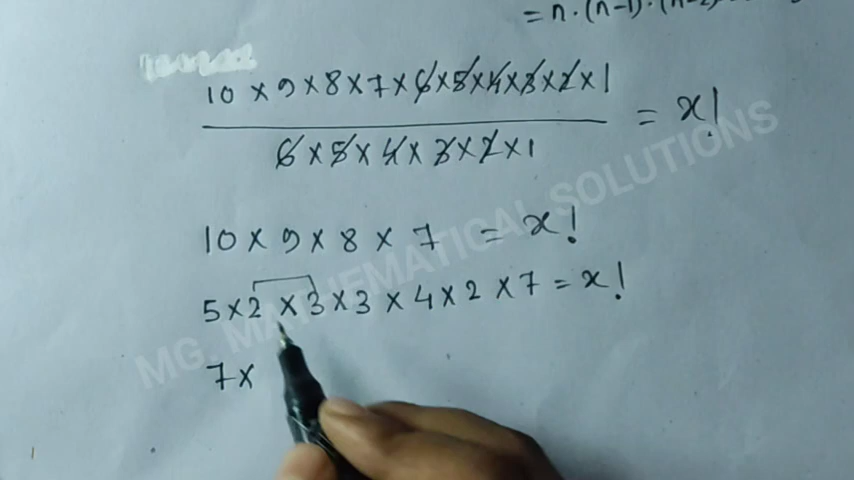 = n·(n-1)·(n-2)
10 × 9 × 8 × 7 × 6 × 5 × 4 × 3 × 2 × 1
= x!
6 × 5 × 4 × 3 × 2 × 1
10 × 9 × 8 × 7 = x!
5 × 2 × 3 × 3 × 4 × 2 × 7 = x!
7 ×
MG MATHEMATICAL SOLUTIONS